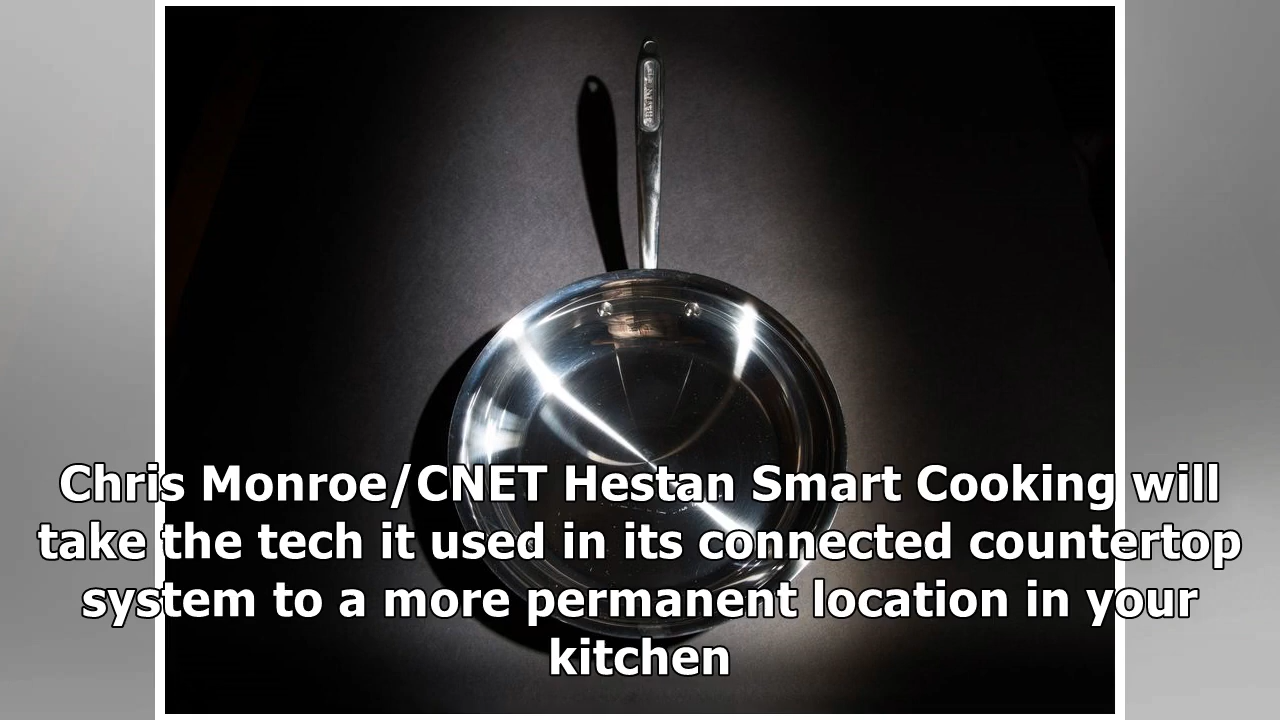 Chris Monroe/CNET Hestan Smart Cooking will
take the tech it used in its connected countertop
system to a more permanent location in your
kitchen